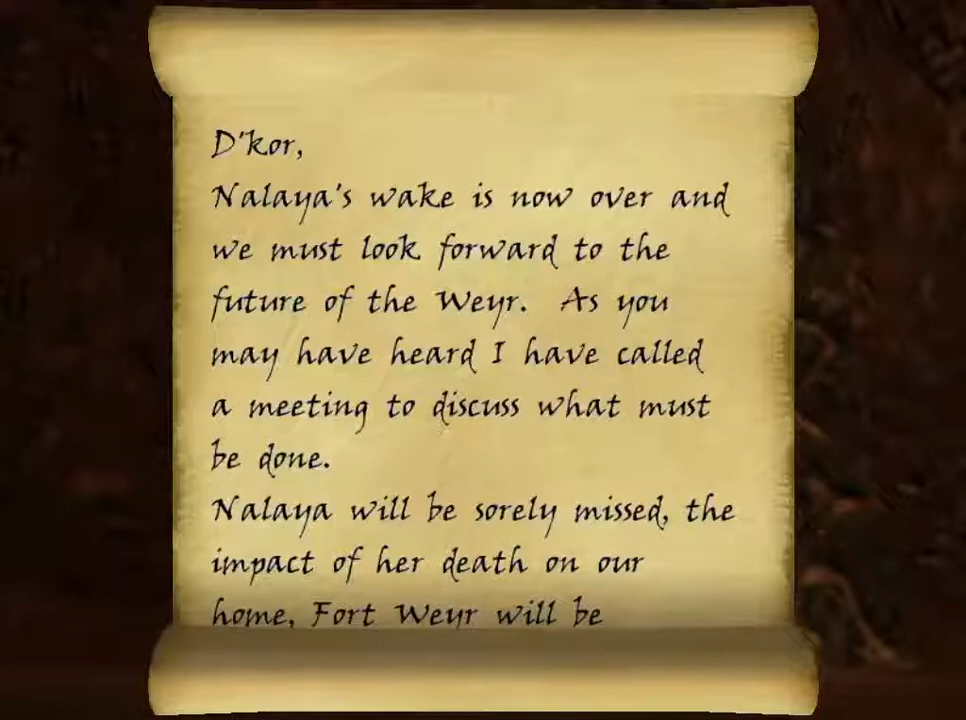 D'kor,
Nalaya's wake is now over and
we must look forward to the
future of the Weyr.  As you
may have heard I have called
a meeting to discuss what must
be done.
Nalaya will be sorely missed, the
impact of her death on our
home, Fort Weyr will be